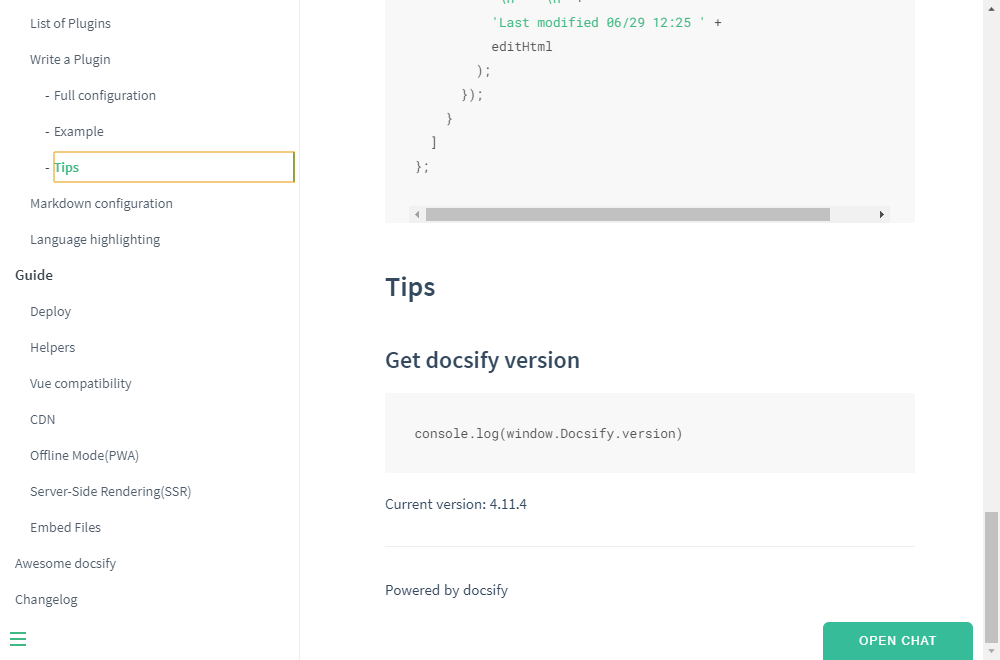 List of Plugins
Write a Plugin
- Full configuration
- Example
- Tips
Markdown configuration
Language highlighting
Guide
Deploy
Helpers
Vue compatibility
CDN
Offline Mode(PWA)
Server-Side Rendering(SSR)
Embed Files
Awesome docsify
Changelog
'Last modified 06/29 12:25 ' +
editHtml
);
});
}
]
};
Tips
Get docsify version
console.log(window.Docsify.version)
Current version: 4.11.4
Powered by docsify
OPEN CHAT